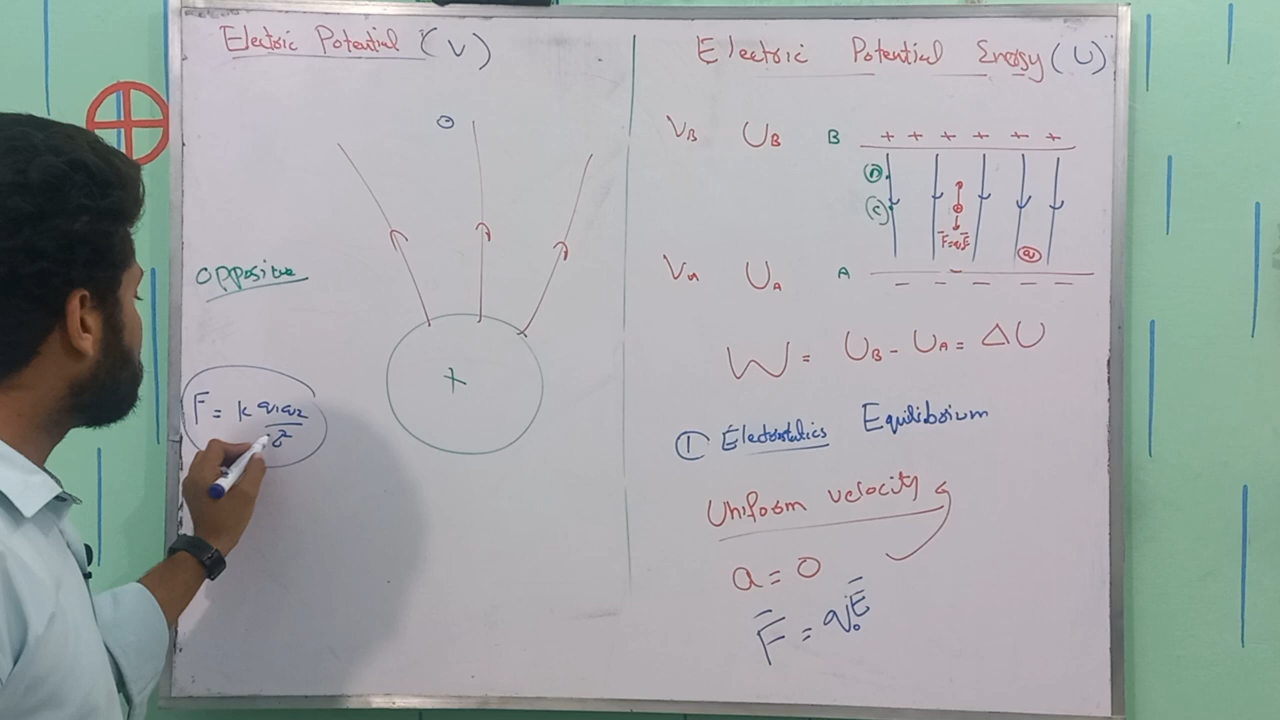 Electric Potential (V)
Opposite
F = k q1q2 / r²
+
Electric Potential Energy (U)
VB UB B + + + + + +
D
C
F=qE
a
VA UA A
- - - - -
W = UB - UA = ΔU
① Electrostatics Equilibrium
Uniform velocity
a = 0
F = q₀E